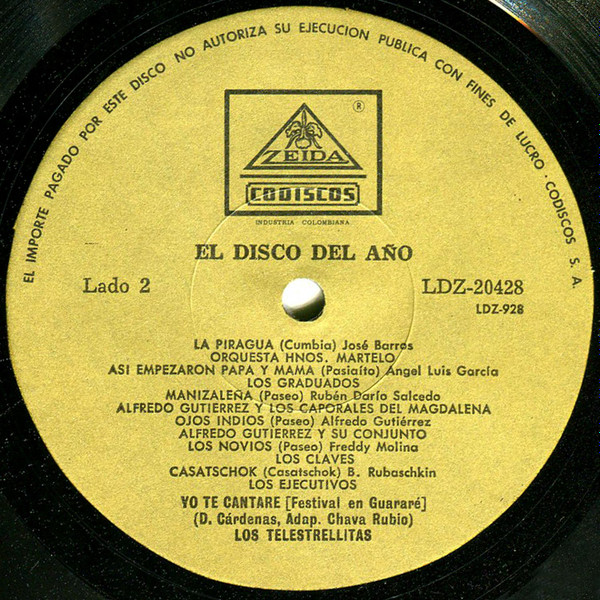 EL IMPORTE PAGADO POR ESTE DISCO NO AUTORIZA SU EJECUCION PUBLICA CON FINES DE LUCRO · CODISCOS S. A.
®
ZEIDA
CODISCOS
INDUSTRIA COLOMBIANA
EL DISCO DEL AÑO
Lado 2
LDZ-20428
LDZ-928
LA PIRAGUA (Cumbia) José Barros
ORQUESTA HNOS. MARTELO
ASI EMPEZARON PAPA Y MAMA (Pasiaíto) Angel Luis García
LOS GRADUADOS
MANIZALEÑA (Paseo) Rubén Darío Salcedo
ALFREDO GUTIERREZ Y LOS CAPORALES DEL MAGDALENA
OJOS INDIOS (Paseo) Alfredo Gutiérrez
ALFREDO GUTIERREZ Y SU CONJUNTO
LOS NOVIOS (Paseo) Freddy Molina
LOS CLAVES
CASATSCHOK (Casatschok) B. Rubaschkin
LOS EJECUTIVOS
YO TE CANTARE [Festival en Guararé]
(D. Cárdenas, Adap. Chava Rubio)
LOS TELESTRELLITAS